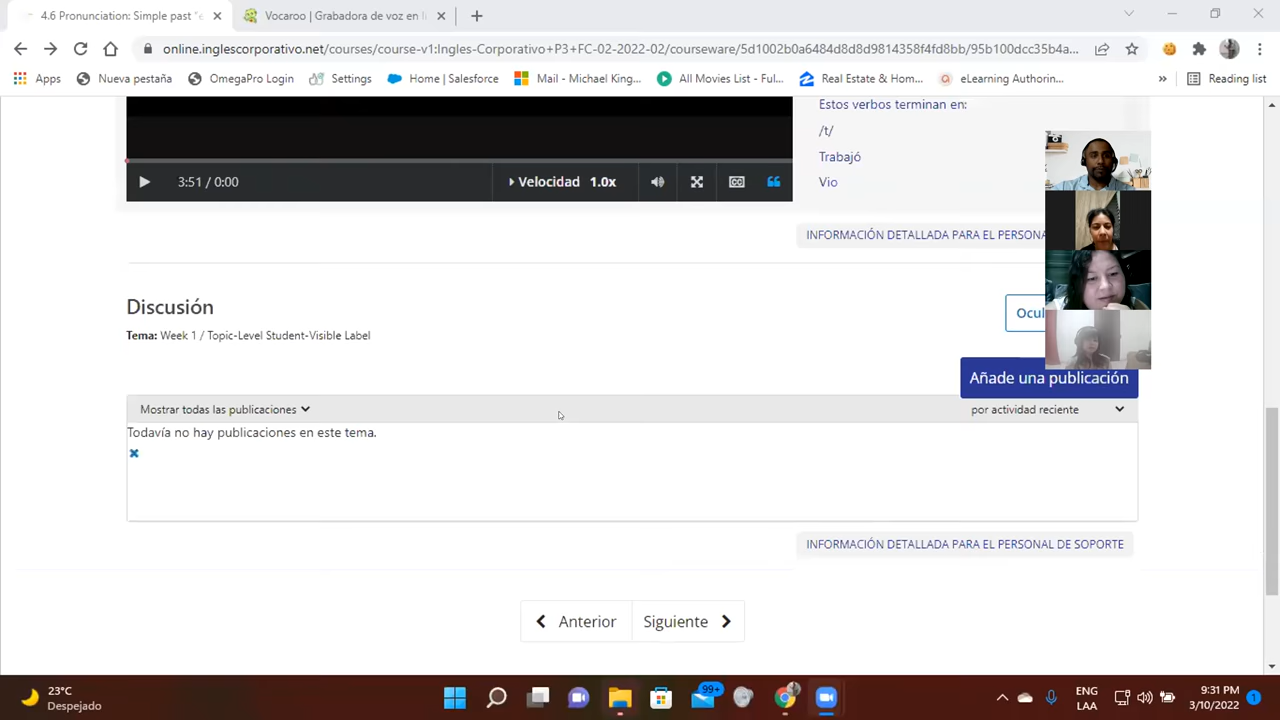 4.6 Pronunciation: Simple past "e
Vocaroo | Grabadora de voz en lí
online.inglescorporativo.net/courses/course-v1:Ingles-Corporativo+P3+FC-02-2022-02/courseware/5d1002b0a6484d8d8d9814358f4fd8bb/95b100dcc35b4a...
Apps Nueva pestaña OmegaPro Login Settings Home | Salesforce Mail - Michael King... All Movies List - Ful... Real Estate & Hom... eLearning Authorin... » Reading list
Estos verbos terminan en:
/t/
Trabajó
Vio
3:51 / 0:00 Velocidad 1.0x
INFORMACIÓN DETALLADA PARA EL PERSONA
Discusión
Ocul
Tema: Week 1 / Topic-Level Student-Visible Label
Añade una publicación
Mostrar todas las publicaciones por actividad reciente
Todavía no hay publicaciones en este tema.
INFORMACIÓN DETALLADA PARA EL PERSONAL DE SOPORTE
Anterior Siguiente
23°C
Despejado
99+
ENG
LAA
9:31 PM
3/10/2022
1